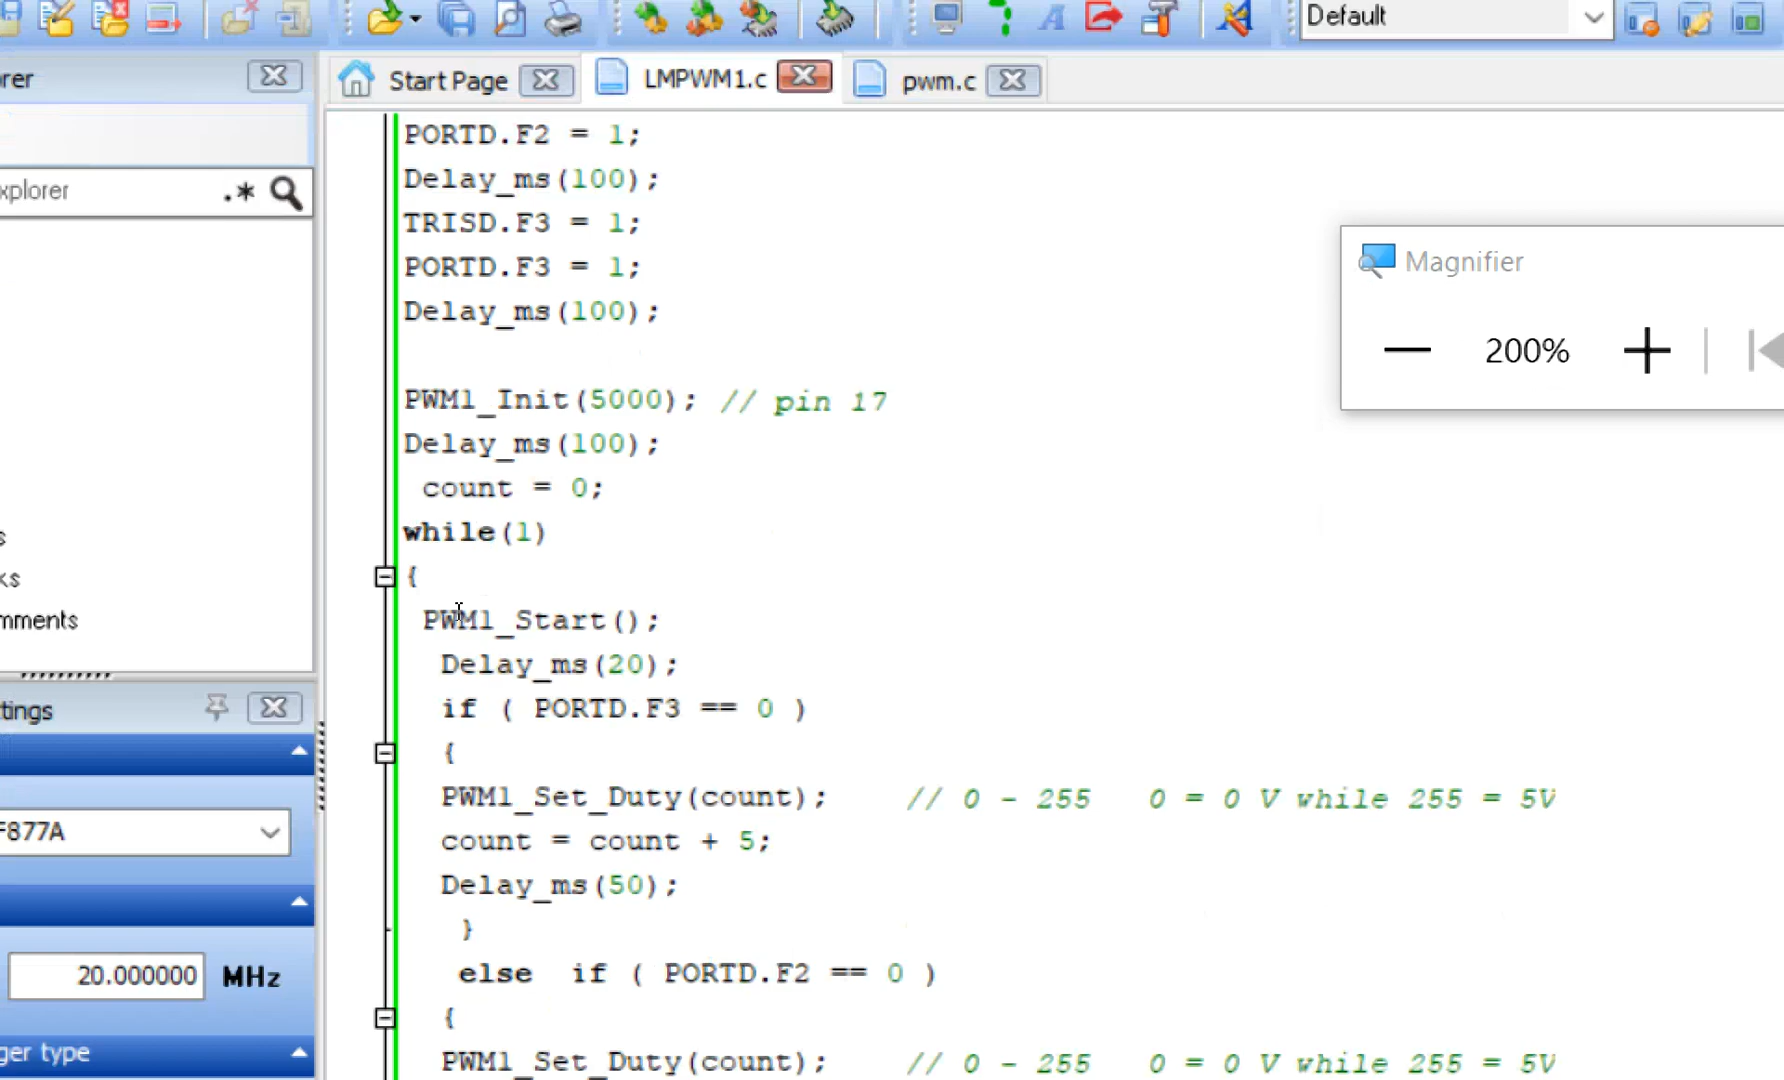 Default
rer
Start Page
LMPWM1.c
pwm.c
xplorer
.*
PORTD.F2 = 1;
Delay_ms(100);
TRISD.F3 = 1;
PORTD.F3 = 1;
Delay_ms(100);
PWM1_Init(5000); // pin 17
Delay_ms(100);
count = 0;
while(1)
{
PWM1_Start();
Delay_ms(20);
if ( PORTD.F3 == 0 )
{
PWM1_Set_Duty(count); // 0 - 255 0 = 0 V while 255 = 5V
count = count + 5;
Delay_ms(50);
}
else if ( PORTD.F2 == 0 )
{
PWM1_Set_Duty(count); // 0 - 255 0 = 0 V while 255 = 5V
Magnifier
200%
s
ks
mments
tings
F877A
20.000000 MHz
ger type